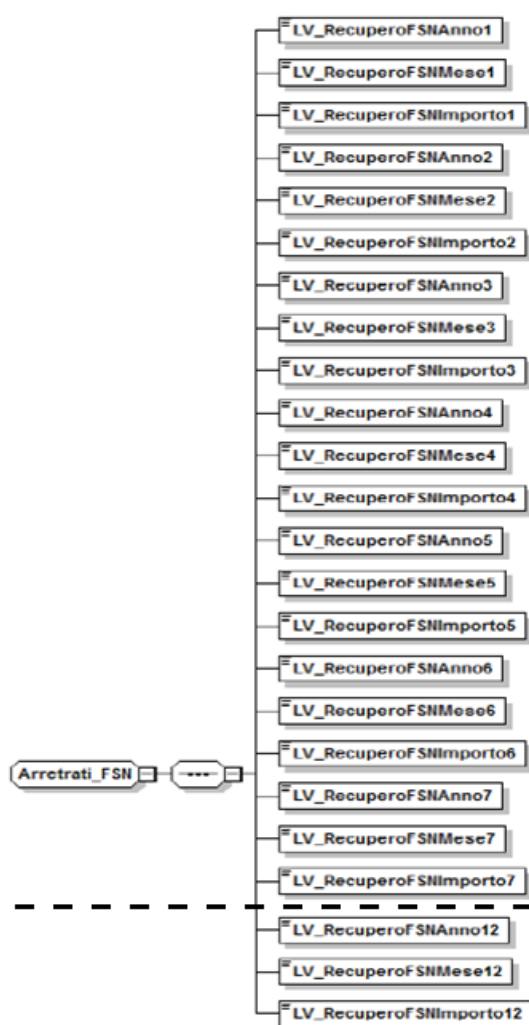 LV_RecuperoFSNAnno1
LV_RecuperoFSNMese1
LV_RecuperoFSNImporto1
LV_RecuperoFSNAnno2
LV_RecuperoFSNMese2
LV_RecuperoFSNImporto2
LV_RecuperoFSNAnno3
LV_RecuperoFSNMese3
LV_RecuperoFSNImporto3
LV_RecuperoFSNAnno4
LV_RecuperoFSNMese4
LV_RecuperoFSNImporto4
LV_RecuperoFSNAnno5
LV_RecuperoFSNMese5
LV_RecuperoFSNImporto5
LV_RecuperoFSNAnno6
LV_RecuperoFSNMese6
LV_RecuperoFSNImporto6
Arretrati_FSN
LV_RecuperoFSNAnno7
LV_RecuperoFSNMese7
LV_RecuperoFSNImporto7
LV_RecuperoFSNAnno12
LV_RecuperoFSNMese12
LV_RecuperoFSNImporto12